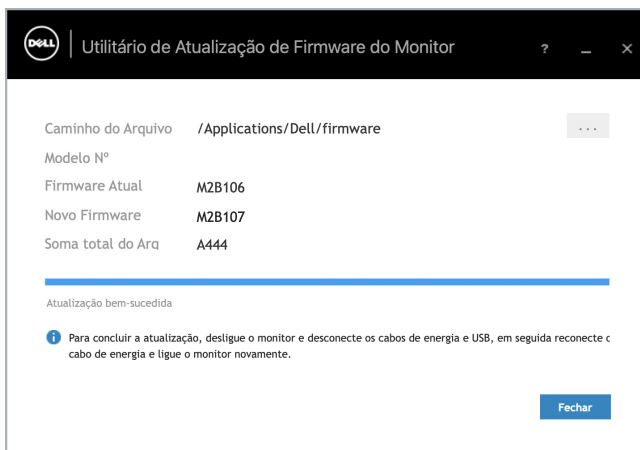 DELL
Utilitário de Atualização de Firmware do Monitor
?
Caminho do Arquivo /Applications/Dell/firmware ...
Modelo Nº
Firmware Atual M2B106
Novo Firmware M2B107
Soma total do Arq A444
Atualização bem-sucedida
Para concluir a atualização, desligue o monitor e desconecte os cabos de energia e USB, em seguida reconecte o
cabo de energia e ligue o monitor novamente.
Fechar